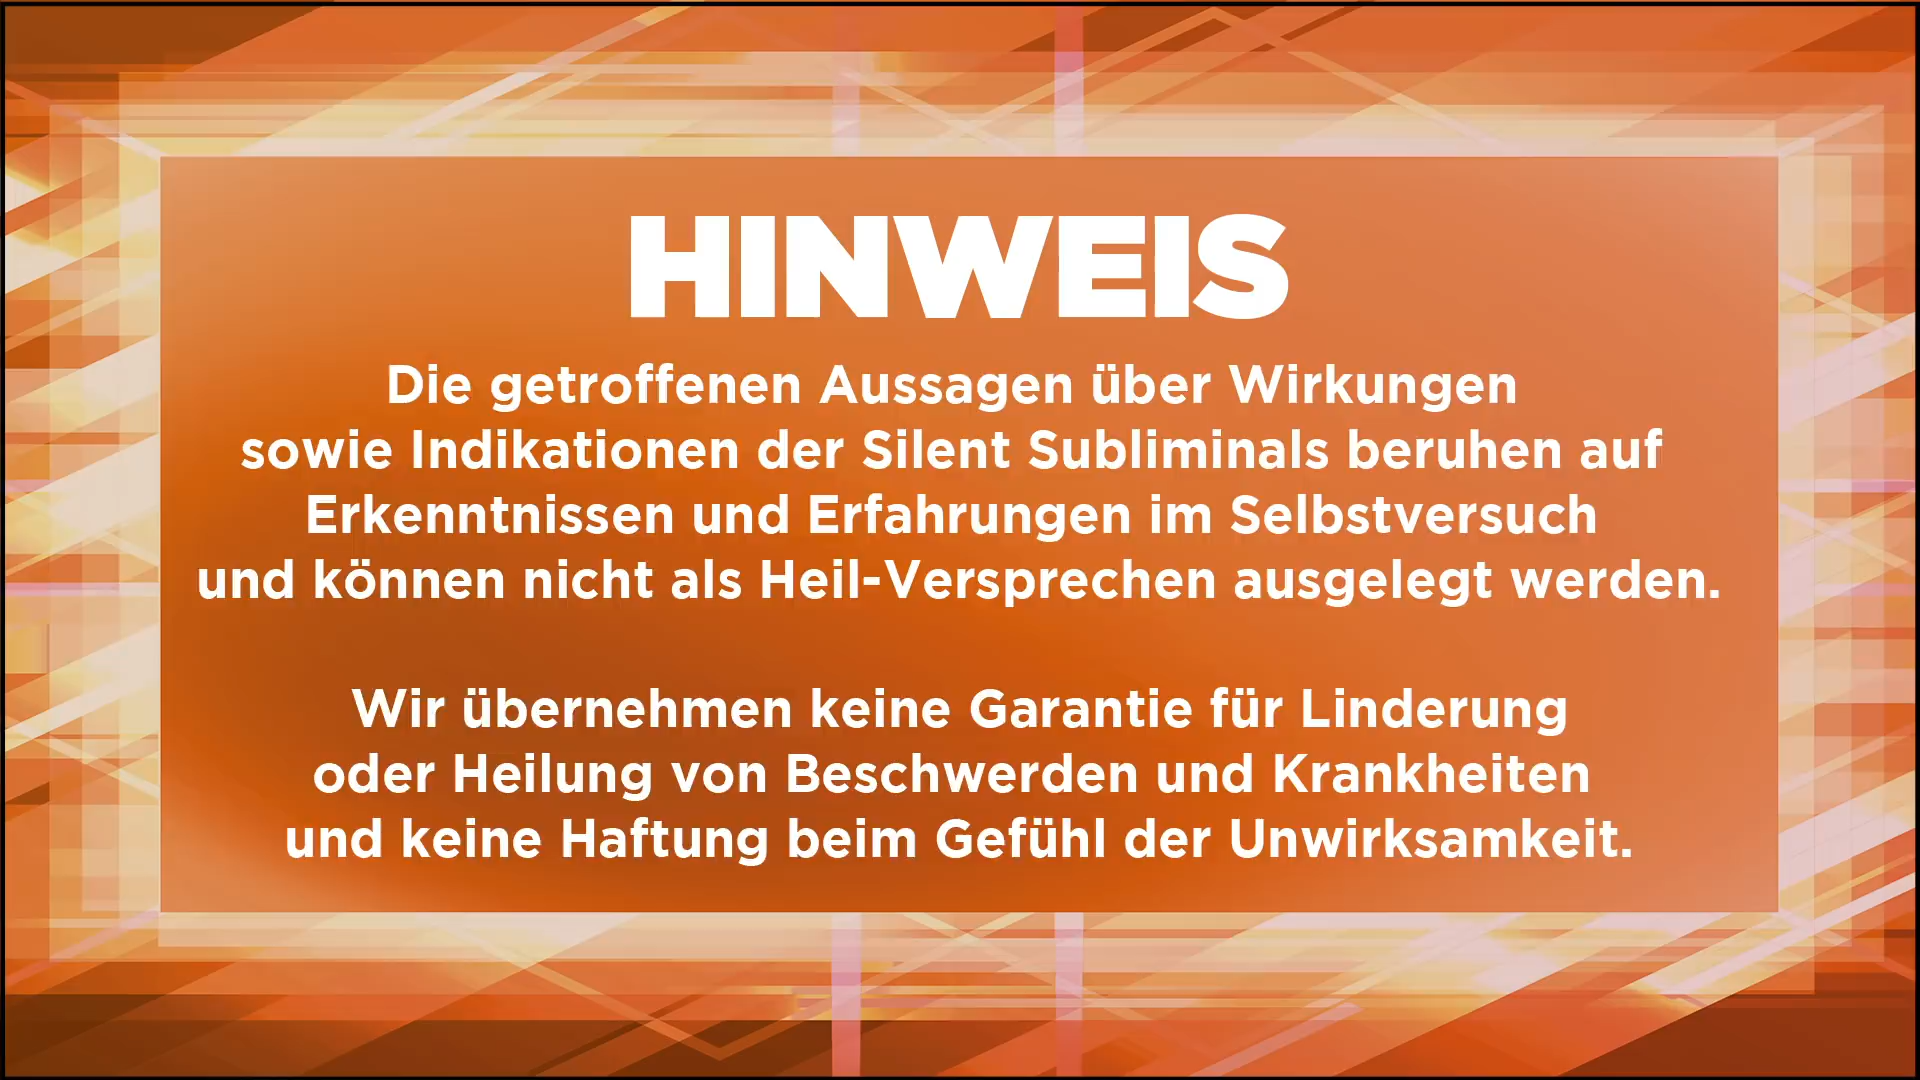 HINWEIS
Die getroffenen Aussagen über Wirkungen
sowie Indikationen der Silent Subliminals beruhen auf
Erkenntnissen und Erfahrungen im Selbstversuch
und können nicht als Heil-Versprechen ausgelegt werden.
Wir übernehmen keine Garantie für Linderung
oder Heilung von Beschwerden und Krankheiten
und keine Haftung beim Gefühl der Unwirksamkeit.